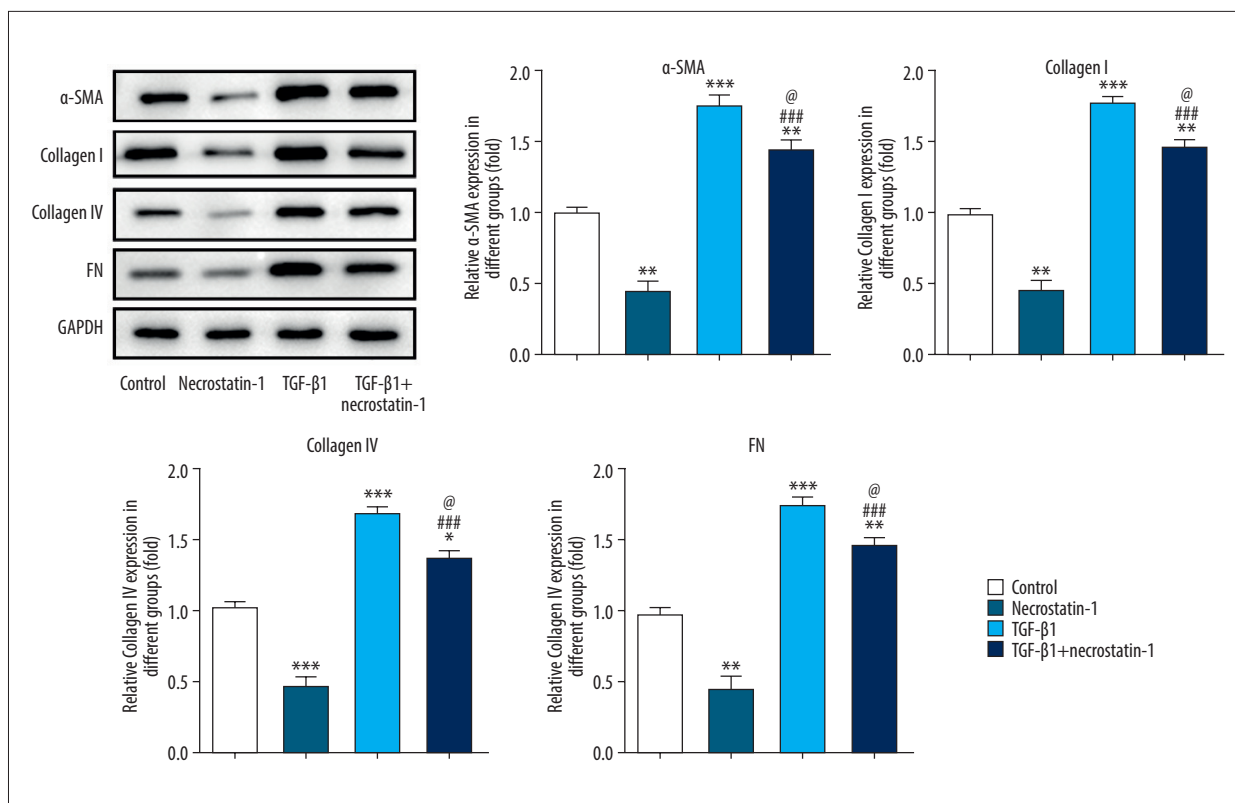 α-SMA
Collagen I
Collagen IV
FN
GAPDH
Control Necrostatin-1 TGF-β1 TGF-β1+
necrostatin-1
α-SMA
Relative α-SMA expression in
different groups (fold)
2.0
1.5
1.0
0.5
0.0
**
***
@
###
**
Collagen I
Relative Collagen I expression in
different groups (fold)
2.0
1.5
1.0
0.5
0.0
**
***
@
###
**
Collagen IV
Relative Collagen IV expression in
different groups (fold)
2.0
1.5
1.0
0.5
0.0
***
***
@
###
*
FN
Relative Collagen IV expression in
different groups (fold)
2.0
1.5
1.0
0.5
0.0
**
***
@
###
**
Control
Necrostatin-1
TGF-β1
TGF-β1+necrostatin-1